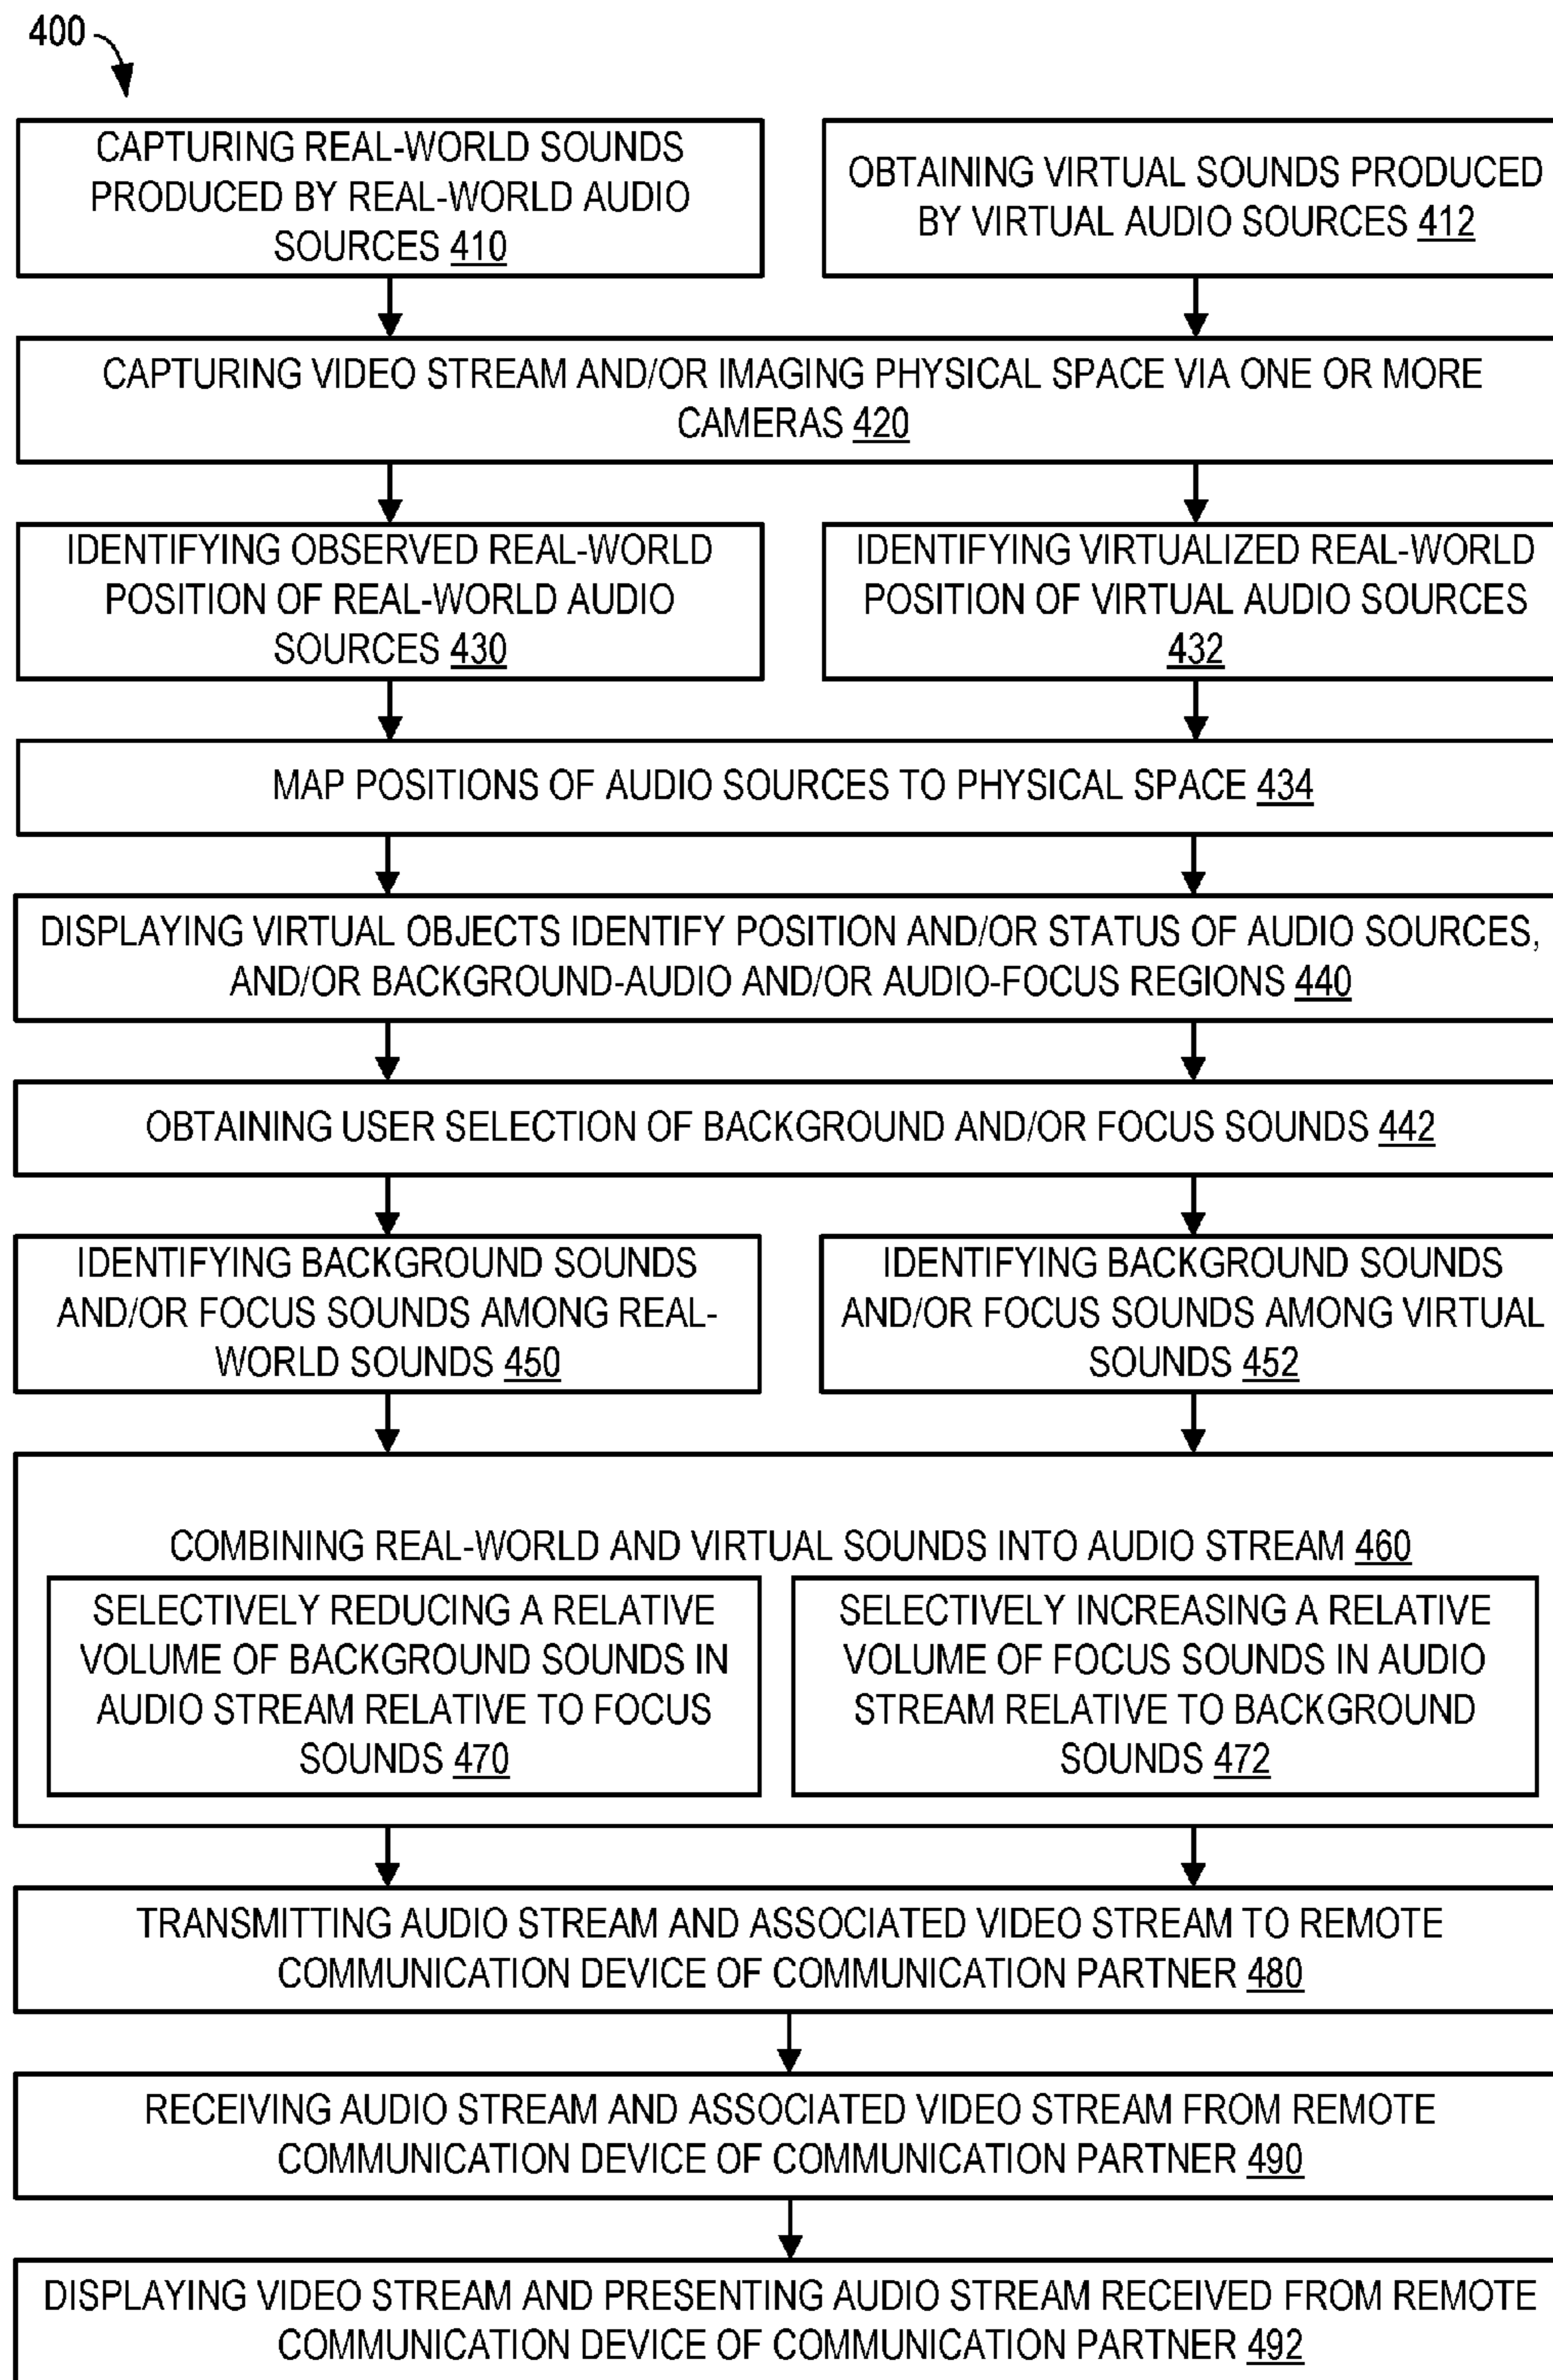 400
CAPTURING REAL-WORLD SOUNDS
PRODUCED BY REAL-WORLD AUDIO
SOURCES 410
OBTAINING VIRTUAL SOUNDS PRODUCED
BY VIRTUAL AUDIO SOURCES 412
CAPTURING VIDEO STREAM AND/OR IMAGING PHYSICAL SPACE VIA ONE OR MORE
CAMERAS 420
IDENTIFYING OBSERVED REAL-WORLD
POSITION OF REAL-WORLD AUDIO
SOURCES 430
IDENTIFYING VIRTUALIZED REAL-WORLD
POSITION OF VIRTUAL AUDIO SOURCES
432
MAP POSITIONS OF AUDIO SOURCES TO PHYSICAL SPACE 434
DISPLAYING VIRTUAL OBJECTS IDENTIFY POSITION AND/OR STATUS OF AUDIO SOURCES,
AND/OR BACKGROUND-AUDIO AND/OR AUDIO-FOCUS REGIONS 440
OBTAINING USER SELECTION OF BACKGROUND AND/OR FOCUS SOUNDS 442
IDENTIFYING BACKGROUND SOUNDS
AND/OR FOCUS SOUNDS AMONG REAL-
WORLD SOUNDS 450
IDENTIFYING BACKGROUND SOUNDS
AND/OR FOCUS SOUNDS AMONG VIRTUAL
SOUNDS 452
COMBINING REAL-WORLD AND VIRTUAL SOUNDS INTO AUDIO STREAM 460
SELECTIVELY REDUCING A RELATIVE
VOLUME OF BACKGROUND SOUNDS IN
AUDIO STREAM RELATIVE TO FOCUS
SOUNDS 470
SELECTIVELY INCREASING A RELATIVE
VOLUME OF FOCUS SOUNDS IN AUDIO
STREAM RELATIVE TO BACKGROUND
SOUNDS 472
TRANSMITTING AUDIO STREAM AND ASSOCIATED VIDEO STREAM TO REMOTE
COMMUNICATION DEVICE OF COMMUNICATION PARTNER 480
RECEIVING AUDIO STREAM AND ASSOCIATED VIDEO STREAM FROM REMOTE
COMMUNICATION DEVICE OF COMMUNICATION PARTNER 490
DISPLAYING VIDEO STREAM AND PRESENTING AUDIO STREAM RECEIVED FROM REMOTE
COMMUNICATION DEVICE OF COMMUNICATION PARTNER 492